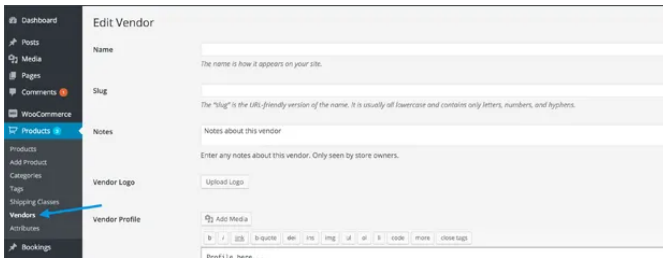 Dashboard
Edit Vendor
Posts
Media
Pages
Comments 1
WooCommerce
Products
Products
Add Product
Categories
Tags
Shipping Classes
Vendors
Attributes
Bookings
Name
The name is how it appears on your site.
Slug
The "slug" is the URL-friendly version of the name. It is usually all lowercase and contains only letters, numbers, and hyphens.
Notes
Notes about this vendor
Enter any notes about this vendor. Only seen by store owners.
Vendor Logo
Upload Logo
Vendor Profile
Add Media
b i link b-quote del ins img ul ol li code more close tags
Profile here...